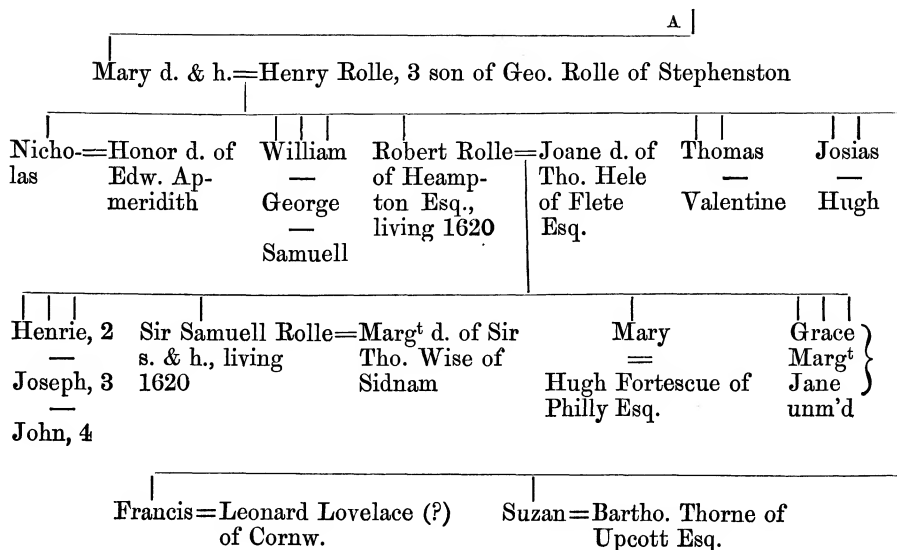 A
Mary d. & h.=Henry Rolle, 3 son of Geo. Rolle of Stephenston
Nicho-=Honor d. of
las Edw. Ap-
meridith
William
—
George
—
Samuell
Robert Rolle=Joane d. of
of Heamp- Tho. Hele
ton Esq., of Flete
living 1620 Esq.
Thomas
—
Valentine
Josias
—
Hugh
Henrie, 2
—
Joseph, 3
—
John, 4
Sir Samuell Rolle=Margt d. of Sir
s. & h., living Tho. Wise of
1620 Sidnam
Mary
=
Hugh Fortescue of
Philly Esq.
Grace
Margt
Jane
unm'd
Francis=Leonard Lovelace (?)
of Cornw.
Suzan=Bartho. Thorne of
Upcott Esq.